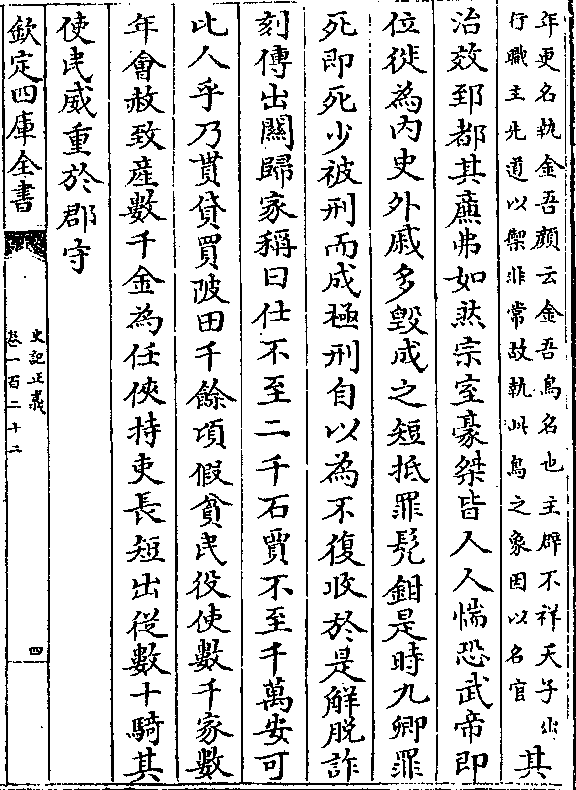 年更名執金吾顔云金吾鳥名也主辟不祥天子出
行職主先道以禦非常故執此鳥之象因以名官
其
治效郅都其亷弗如然宗室豪桀皆人人惴恐武帝即
位徙為内史外戚多毁成之短抵罪髠鉗是時九卿罪
死即死少被刑而成極刑自以為不復收於是解脱詐
刻傳出關歸家稱曰仕不至二千石賈不至千萬安可
比人乎乃貰貸買陂田千餘頃假貧民役使數千家數
年會赦致産數千金為任俠持吏長短出從數十騎其
使民威重於郡守
欽定四庫全書
史記正義
卷一百二十二
四